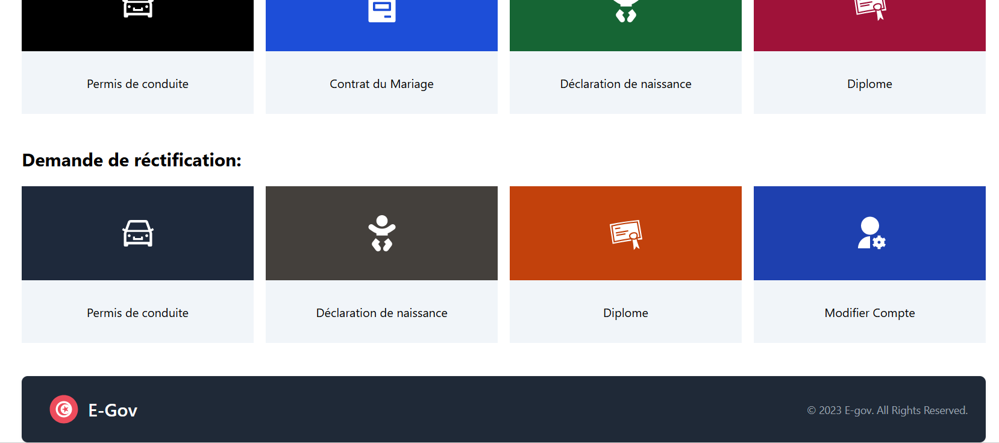 Permis de conduite
Contrat du Mariage
Déclaration de naissance
Diplome
Demande de réctification:
Permis de conduite
Déclaration de naissance
Diplome
Modifier Compte
E-Gov
© 2023 E-gov. All Rights Reserved.